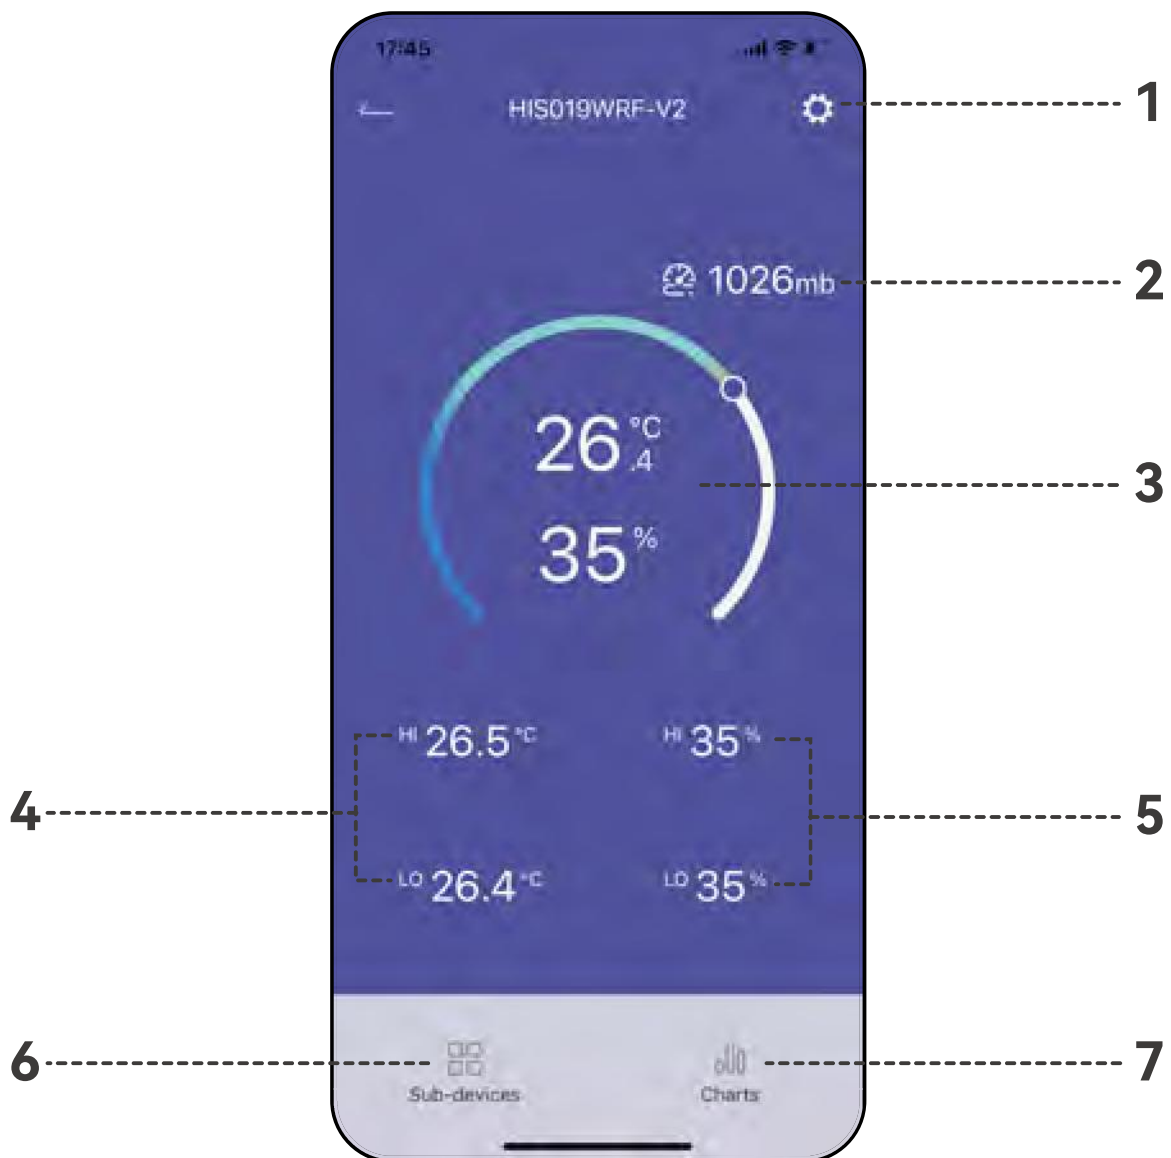 17:45
HIS019WRF-V2
1
1026mb
2
26.4°C
3
35%
HI 26.5°C
HI 35%
4
5
LO 26.4°C
LO 35%
6
7
Sub-devices
Charts